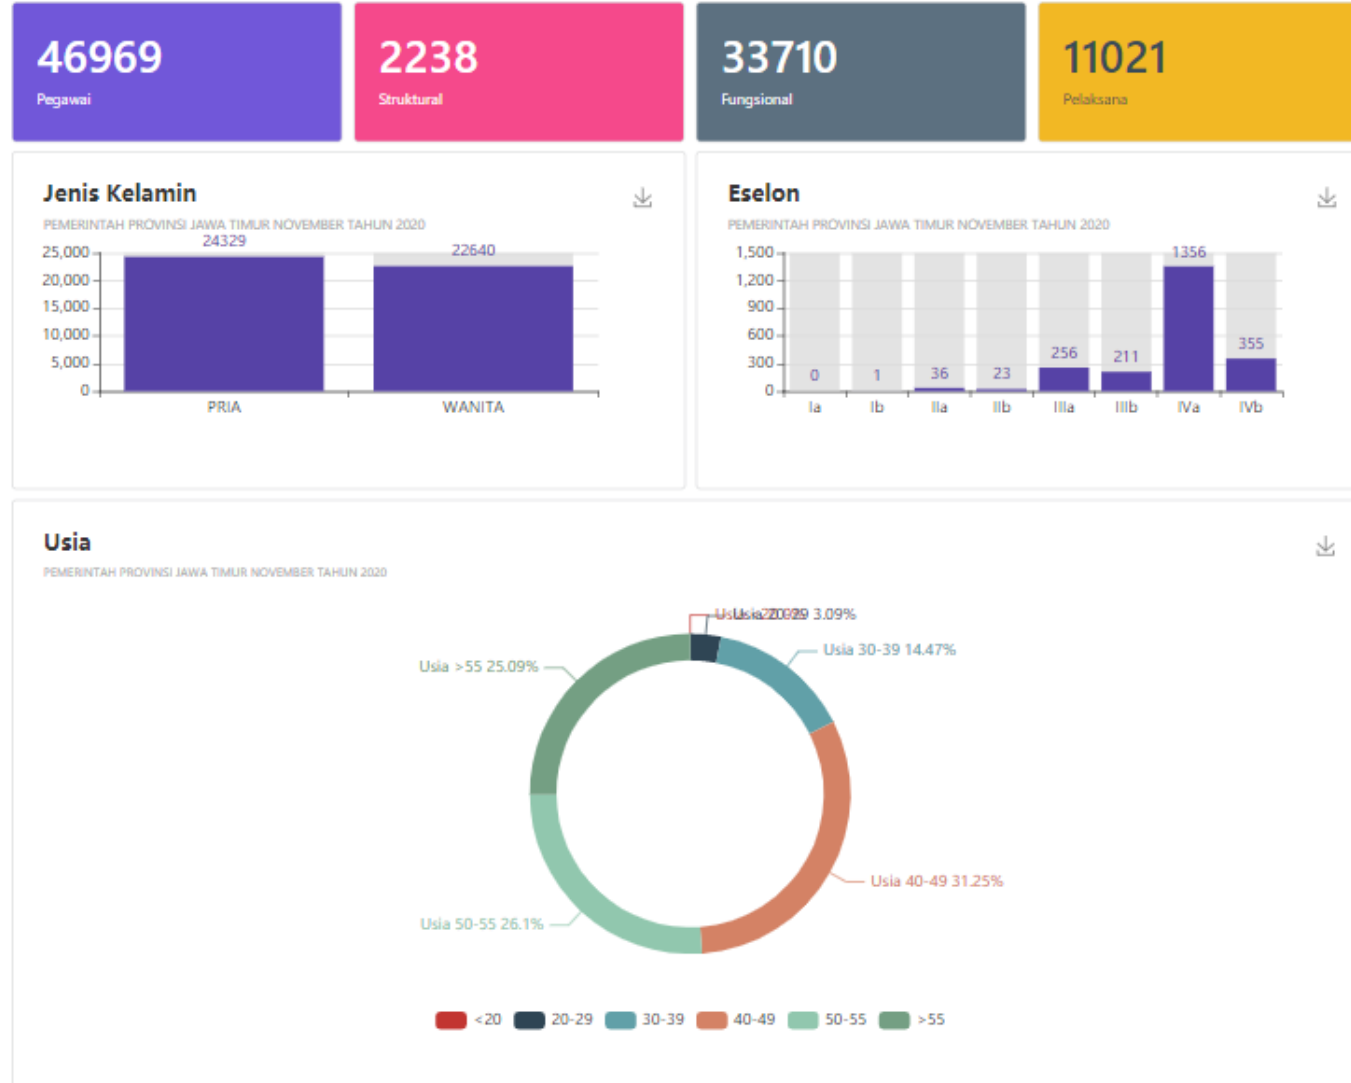 46969
Pegawai
2238
Struktural
33710
Fungsional
11021
Pelaksana
Jenis Kelamin
PEMERINTAH PROVINSI JAWA TIMUR NOVEMBER TAHUN 2020
24329
22640
25,000
20,000
15,000
10,000
5,000
0
PRIA
WANITA
Eselon
PEMERINTAH PROVINSI JAWA TIMUR NOVEMBER TAHUN 2020
1,500
1,200
900
600
300
0
0
1
36
23
256
211
1356
355
Ia
Ib
IIa
IIb
IIIa
IIIb
IVa
IVb
Usia
PEMERINTAH PROVINSI JAWA TIMUR NOVEMBER TAHUN 2020
Usia 20-29 3.09%
Usia 30-39 14.47%
Usia >55 25.09%
Usia 40-49 31.25%
Usia 50-55 26.1%
<20
20-29
30-39
40-49
50-55
>55